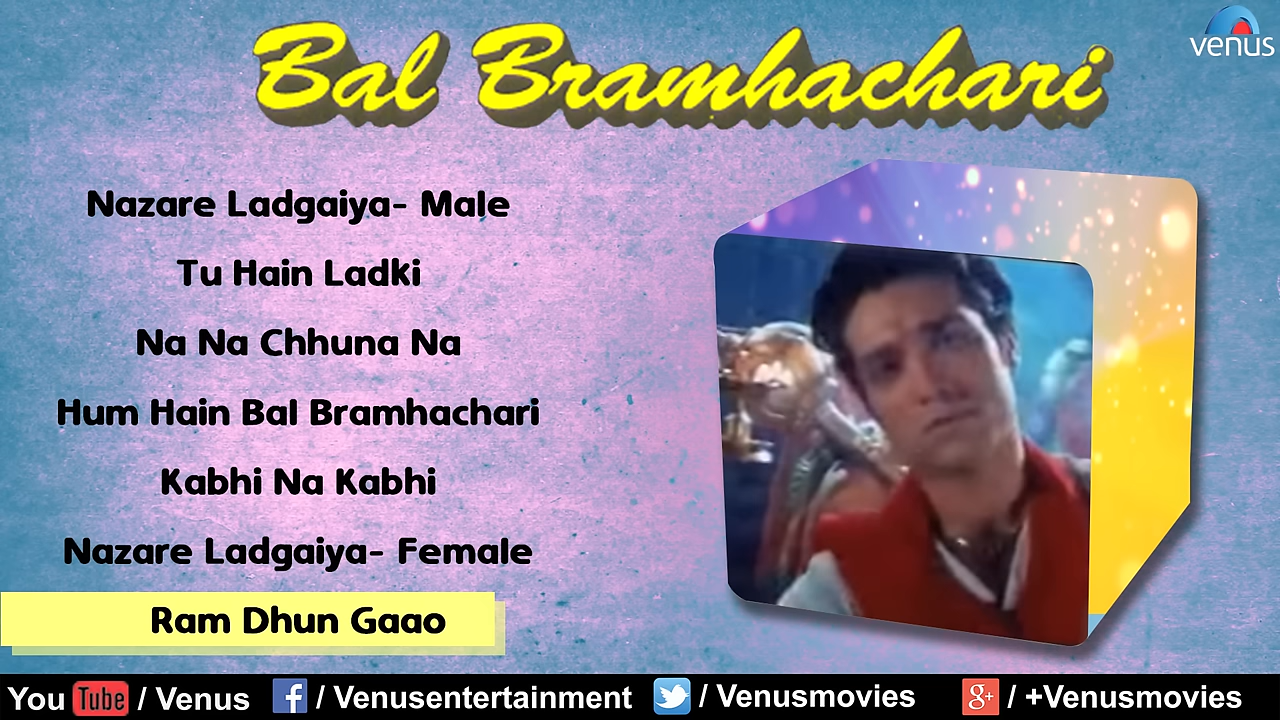 Bal Bramhachari
venus
Nazare Ladgaiya- Male
Tu Hain Ladki
Na Na Chhuna Na
Hum Hain Bal Bramhachari
Kabhi Na Kabhi
Nazare Ladgaiya- Female
Ram Dhun Gaao
You Tube / Venus f / Venusentertainment / Venusmovies g+ / +Venusmovies